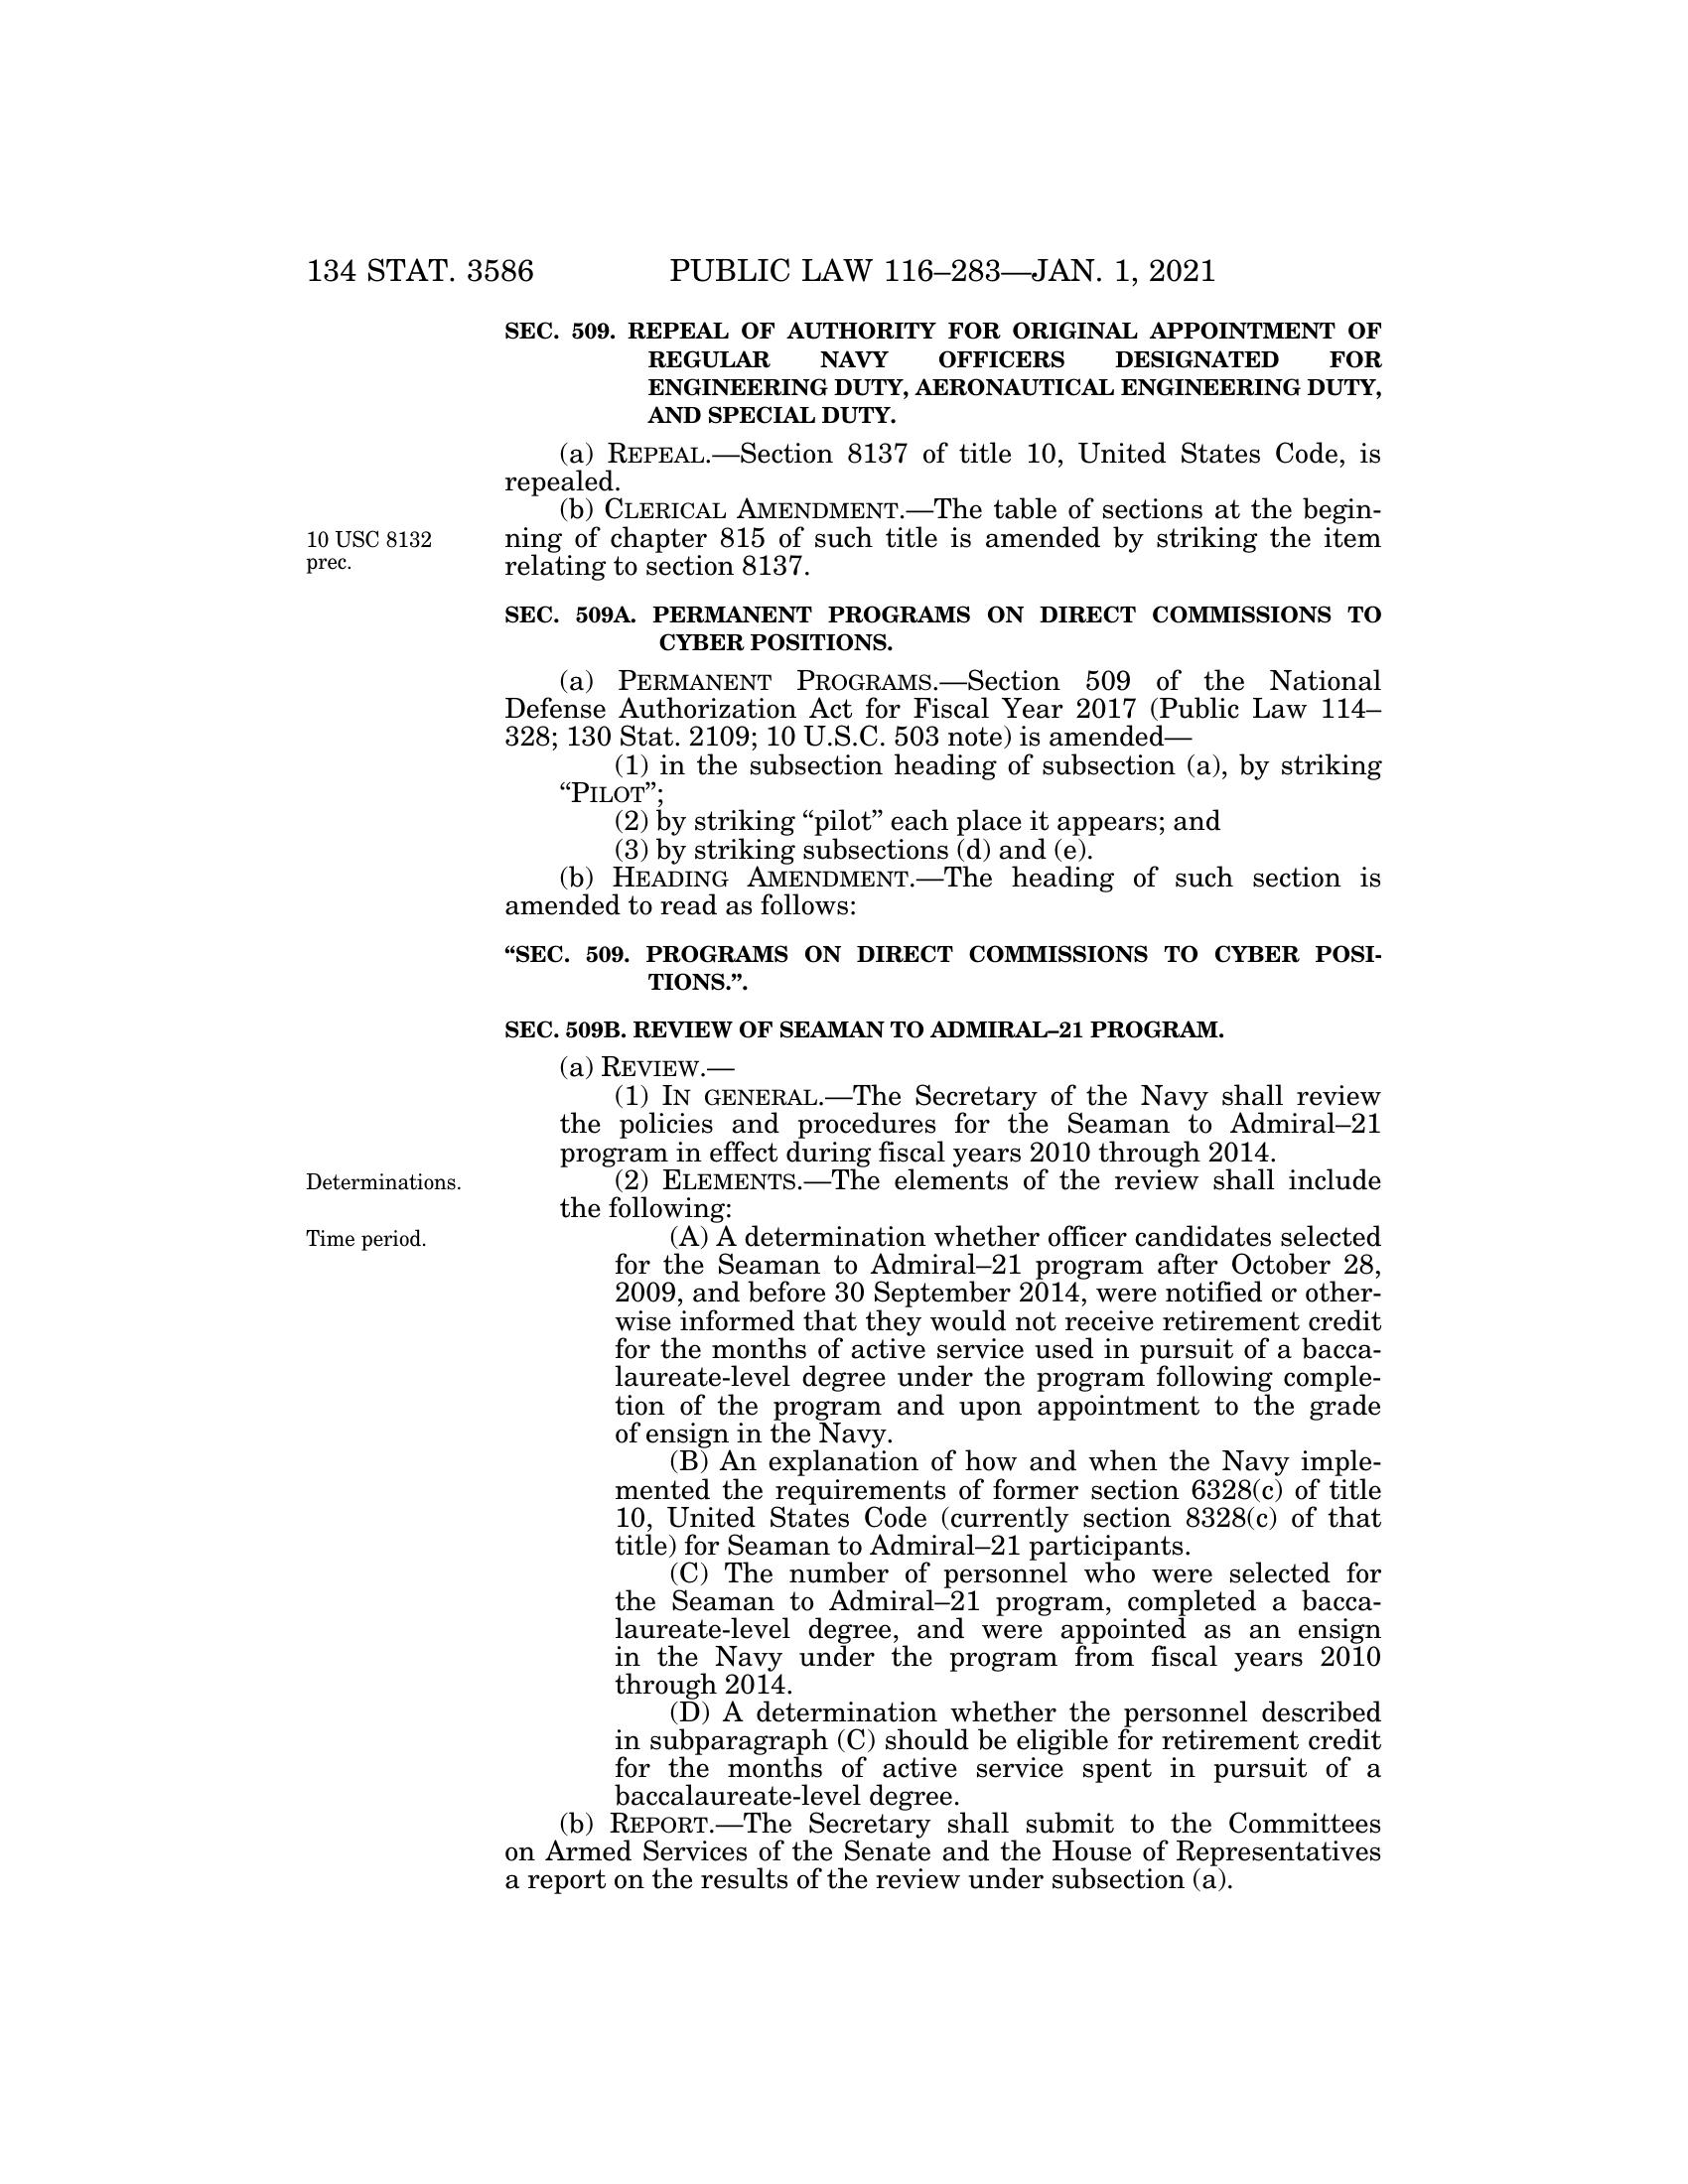 134 STAT. 3586 PUBLIC LAW 116–283—JAN. 1, 2021
SEC. 509. REPEAL OF AUTHORITY FOR ORIGINAL APPOINTMENT OF
REGULAR NAVY OFFICERS DESIGNATED FOR
ENGINEERING DUTY, AERONAUTICAL ENGINEERING DUTY,
AND SPECIAL DUTY.
(a) REPEAL.—Section 8137 of title 10, United States Code, is
repealed.
(b) CLERICAL AMENDMENT.—The table of sections at the begin-
10 USC 8132
prec.
ning of chapter 815 of such title is amended by striking the item
relating to section 8137.
SEC. 509A. PERMANENT PROGRAMS ON DIRECT COMMISSIONS TO
CYBER POSITIONS.
(a) PERMANENT PROGRAMS.—Section 509 of the National
Defense Authorization Act for Fiscal Year 2017 (Public Law 114–
328; 130 Stat. 2109; 10 U.S.C. 503 note) is amended—
(1) in the subsection heading of subsection (a), by striking
“PILOT”;
(2) by striking “pilot” each place it appears; and
(3) by striking subsections (d) and (e).
(b) HEADING AMENDMENT.—The heading of such section is
amended to read as follows:
“SEC. 509. PROGRAMS ON DIRECT COMMISSIONS TO CYBER POSI-
TIONS.”.
SEC. 509B. REVIEW OF SEAMAN TO ADMIRAL–21 PROGRAM.
(a) REVIEW.—
(1) IN GENERAL.—The Secretary of the Navy shall review
the policies and procedures for the Seaman to Admiral–21
program in effect during fiscal years 2010 through 2014.
Determinations.
(2) ELEMENTS.—The elements of the review shall include
the following:
Time period.
(A) A determination whether officer candidates selected
for the Seaman to Admiral–21 program after October 28,
2009, and before 30 September 2014, were notified or other-
wise informed that they would not receive retirement credit
for the months of active service used in pursuit of a bacca-
laureate-level degree under the program following comple-
tion of the program and upon appointment to the grade
of ensign in the Navy.
(B) An explanation of how and when the Navy imple-
mented the requirements of former section 6328(c) of title
10, United States Code (currently section 8328(c) of that
title) for Seaman to Admiral–21 participants.
(C) The number of personnel who were selected for
the Seaman to Admiral–21 program, completed a bacca-
laureate-level degree, and were appointed as an ensign
in the Navy under the program from fiscal years 2010
through 2014.
(D) A determination whether the personnel described
in subparagraph (C) should be eligible for retirement credit
for the months of active service spent in pursuit of a
baccalaureate-level degree.
(b) REPORT.—The Secretary shall submit to the Committees
on Armed Services of the Senate and the House of Representatives
a report on the results of the review under subsection (a).